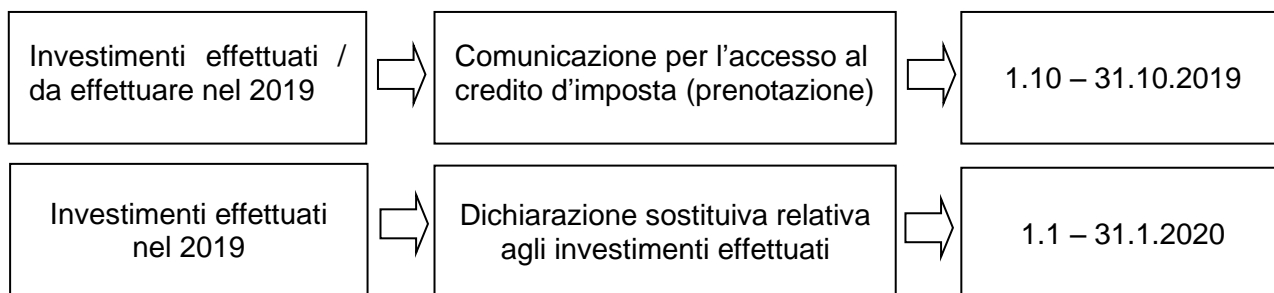 Investimenti effettuati /
da effettuare nel 2019
Comunicazione per l'accesso al
credito d'imposta (prenotazione)
1.10 – 31.10.2019
Investimenti effettuati
nel 2019
Dichiarazione sostituiva relativa
agli investimenti effettuati
1.1 – 31.1.2020